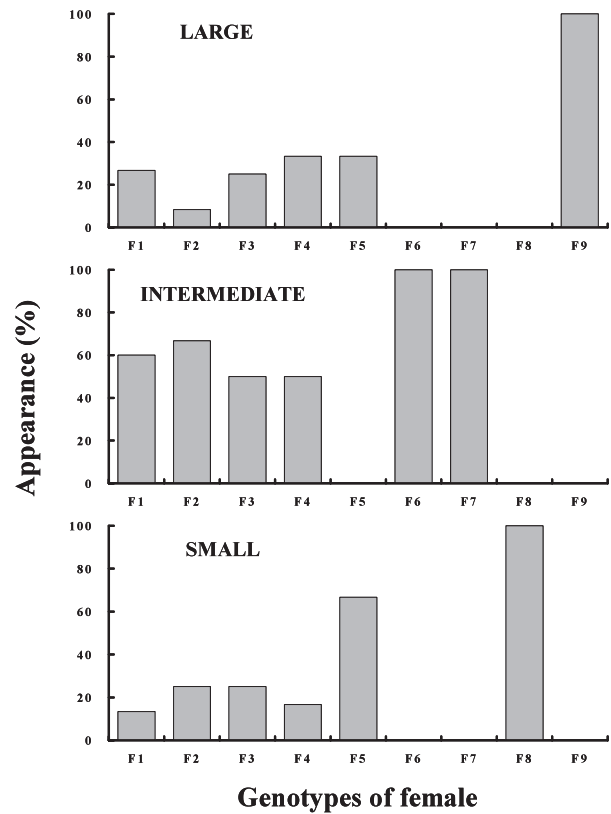 LARGE
100
80
60
40
20
0
F1 F2 F3 F4 F5 F6 F7 F8 F9
INTERMEDIATE
100
80
60
40
20
0
F1 F2 F3 F4 F5 F6 F7 F8 F9
SMALL
100
80
60
40
20
0
F1 F2 F3 F4 F5 F6 F7 F8 F9
Appearance (%)
Genotypes of female